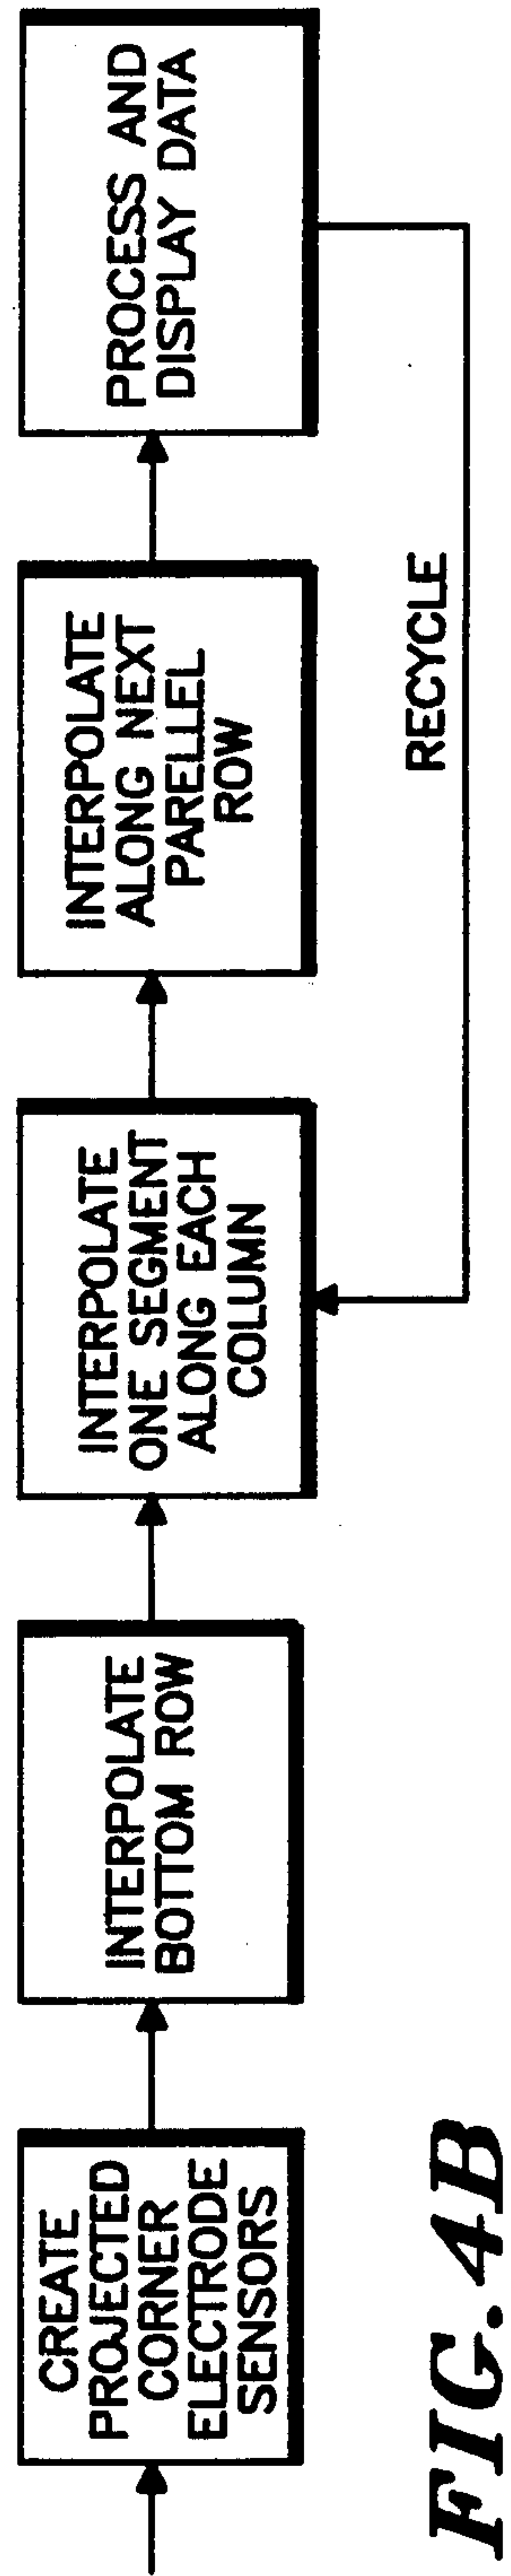 CREATE
PROJECTED
CORNER
ELECTRODE
SENSORS
INTERPOLATE
BOTTOM ROW
INTERPOLATE
ONE SEGMENT
ALONG EACH
COLUMN
INTERPOLATE
ALONG NEXT
PARELLEL
ROW
PROCESS AND
DISPLAY DATA
RECYCLE
FIG. 4B